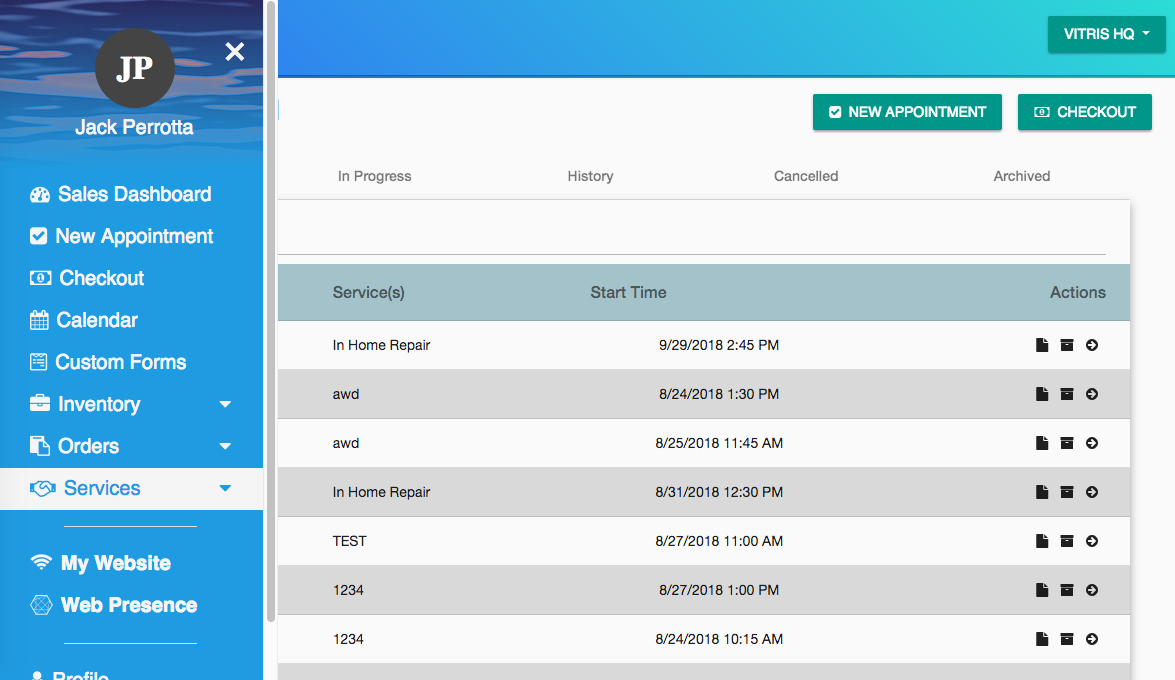 JP
Jack Perrotta
Sales Dashboard
New Appointment
Checkout
Calendar
Custom Forms
Inventory
Orders
Services
My Website
Web Presence
Profile
VITRIS HQ
NEW APPOINTMENT
CHECKOUT
In Progress History Cancelled Archived
Service(s) Start Time Actions
In Home Repair 9/29/2018 2:45 PM
awd 8/24/2018 1:30 PM
awd 8/25/2018 11:45 AM
In Home Repair 8/31/2018 12:30 PM
TEST 8/27/2018 11:00 AM
1234 8/27/2018 1:00 PM
1234 8/24/2018 10:15 AM